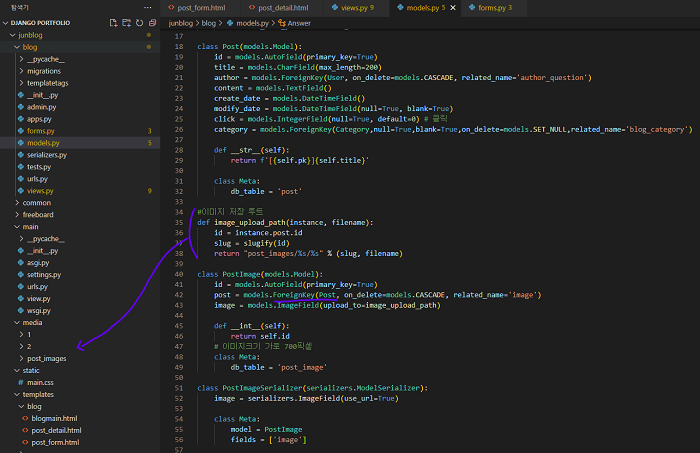 탐색기
DJANGO PORTFOLIO
junblog
blog
__pycache__
migrations
templatetags
__init__.py
admin.py
apps.py
forms.py 3
models.py 5
serializers.py
tests.py
urls.py
views.py 9
common
freeboard
main
__pycache__
__init__.py
asgi.py
settings.py
urls.py
view.py
wsgi.py
media
1
2
post_images
static
main.css
templates
blog
blogmain.html
post_detail.html
post_form.html
post_form.html post_detail.html views.py 9 models.py 5 forms.py 3
junblog > blog > models.py > Answer
17
18 class Post(models.Model):
19 id = models.AutoField(primary_key=True)
20 title = models.CharField(max_length=200)
21 author = models.ForeignKey(User, on_delete=models.CASCADE, related_name='author_question')
22 content = models.TextField()
23 create_date = models.DateTimeField()
24 modify_date = models.DateTimeField(null=True, blank=True)
25 click = models.IntegerField(null=True, default=0) # 클릭
26 category = models.ForeignKey(Category,null=True,blank=True,on_delete=models.SET_NULL,related_name='blog_category')
27
28 def __str__(self):
29 return f'[{self.pk}]{self.title}'
30
31 class Meta:
32 db_table = 'post'
33
34 #이미지 저장 루트
35 def image_upload_path(instance, filename):
36 id = instance.post.id
37 slug = slugify(id)
38 return "post_images/%s/%s" % (slug, filename)
39
40 class PostImage(models.Model):
41 id = models.AutoField(primary_key=True)
42 post = models.ForeignKey(Post, on_delete=models.CASCADE, related_name='image')
43 image = models.ImageField(upload_to=image_upload_path)
44
45 def __int__(self):
46 return self.id
47 # 이미지크기 가로 700픽셀
48 class Meta:
49 db_table = 'post_image'
50
51 class PostImageSerializer(serializers.ModelSerializer):
52 image = serializers.ImageField(use_url=True)
53
54 class Meta:
55 model = PostImage
56 fields = ['image']
57